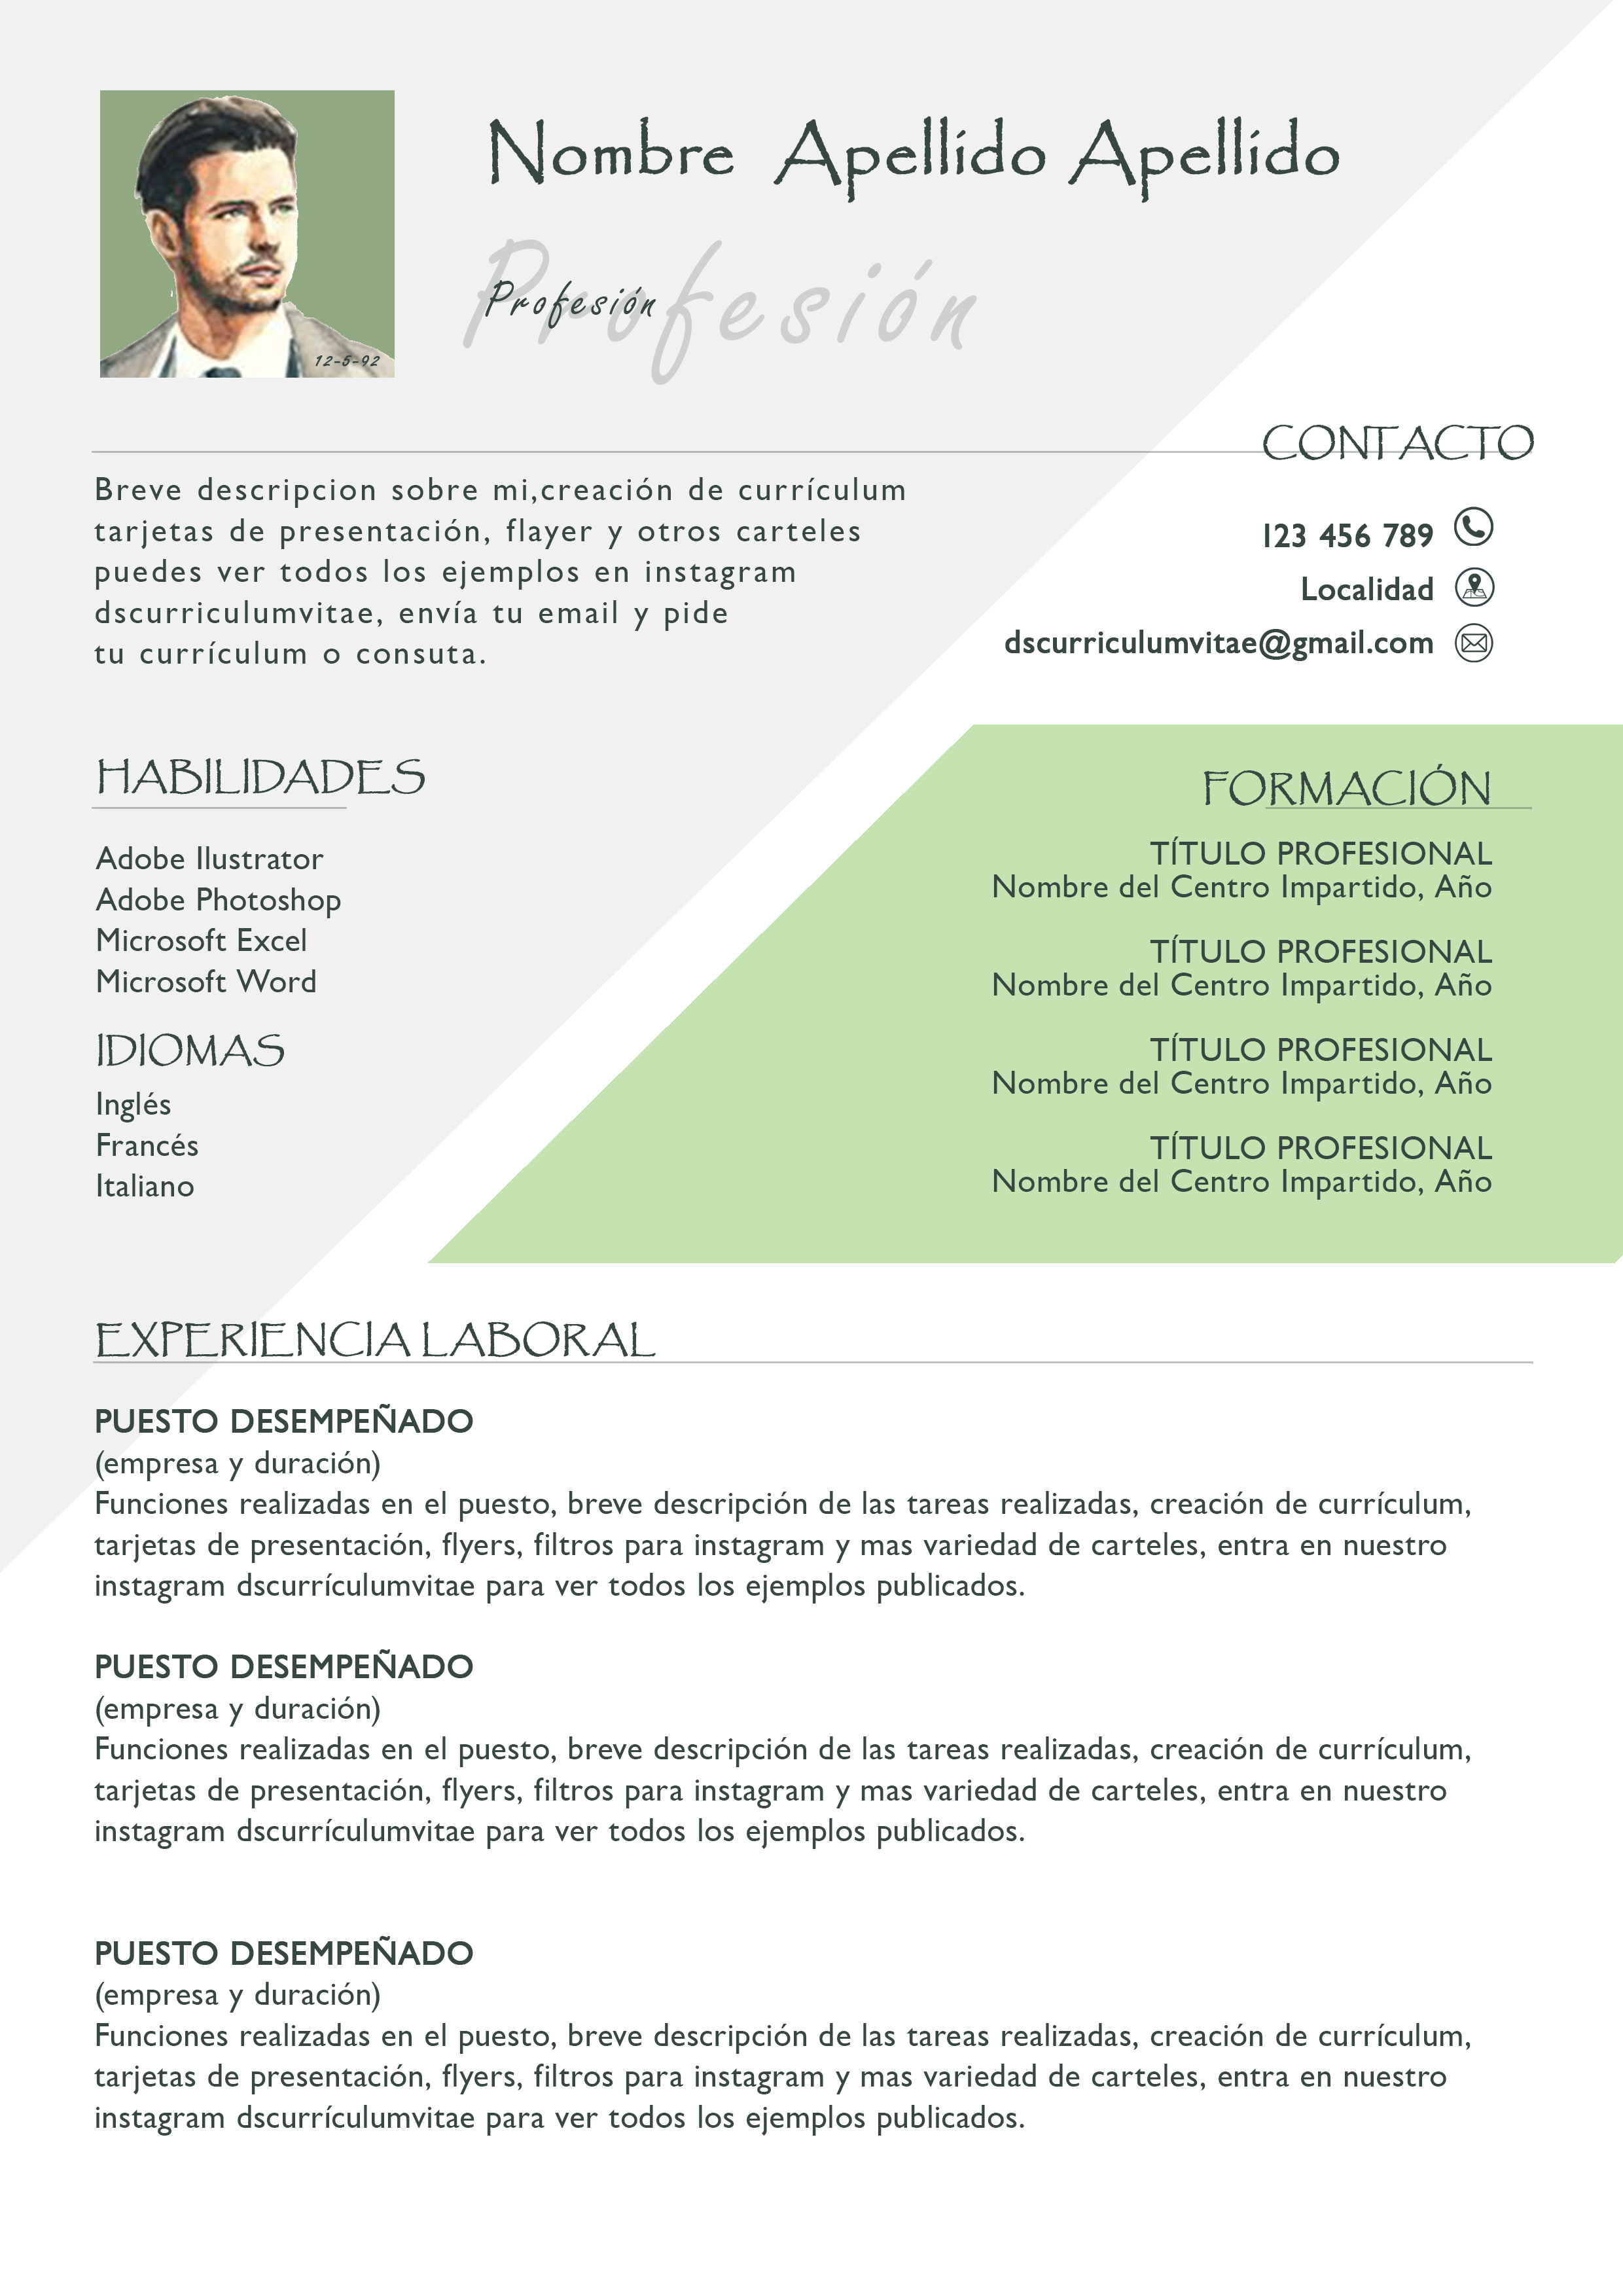 Nombre Apellido Apellido
Profesión
Profesión
12-5-92
CONTACTO
Breve descripcion sobre mi,creación de currículum
tarjetas de presentación, flayer y otros carteles
puedes ver todos los ejemplos en instagram
dscurriculumvitae, envía tu email y pide
tu currículum o consuta.
123 456 789
Localidad
dscurriculumvitae@gmail.com
HABILIDADES
Adobe Ilustrator
Adobe Photoshop
Microsoft Excel
Microsoft Word
IDIOMAS
Inglés
Francés
Italiano
FORMACIÓN
TÍTULO PROFESIONAL
Nombre del Centro Impartido, Año
TÍTULO PROFESIONAL
Nombre del Centro Impartido, Año
TÍTULO PROFESIONAL
Nombre del Centro Impartido, Año
TÍTULO PROFESIONAL
Nombre del Centro Impartido, Año
EXPERIENCIA LABORAL
PUESTO DESEMPEÑADO
(empresa y duración)
Funciones realizadas en el puesto, breve descripción de las tareas realizadas, creación de currículum,
tarjetas de presentación, flyers, filtros para instagram y mas variedad de carteles, entra en nuestro
instagram dscurrículumvitae para ver todos los ejemplos publicados.
PUESTO DESEMPEÑADO
(empresa y duración)
Funciones realizadas en el puesto, breve descripción de las tareas realizadas, creación de currículum,
tarjetas de presentación, flyers, filtros para instagram y mas variedad de carteles, entra en nuestro
instagram dscurrículumvitae para ver todos los ejemplos publicados.
PUESTO DESEMPEÑADO
(empresa y duración)
Funciones realizadas en el puesto, breve descripción de las tareas realizadas, creación de currículum,
tarjetas de presentación, flyers, filtros para instagram y mas variedad de carteles, entra en nuestro
instagram dscurrículumvitae para ver todos los ejemplos publicados.